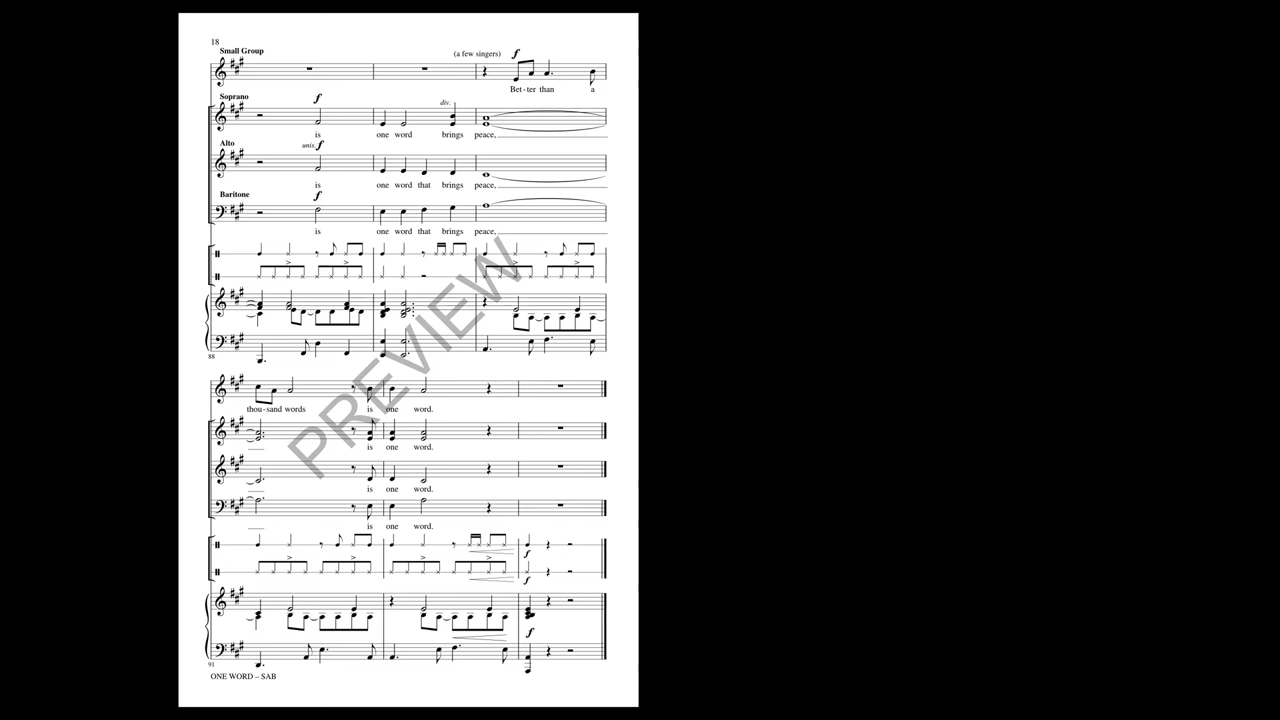 18
Small Group
(a few singers) f
Bet - ter than a
Soprano
f
div.
is one word brings peace,
Alto
unis. f
is one word that brings peace,
Baritone
f
is one word that brings peace,
88
PREVIEW
thou - sand words is one word.
is one word.
is one word.
is one word.
f
f
f
91
ONE WORD – SAB